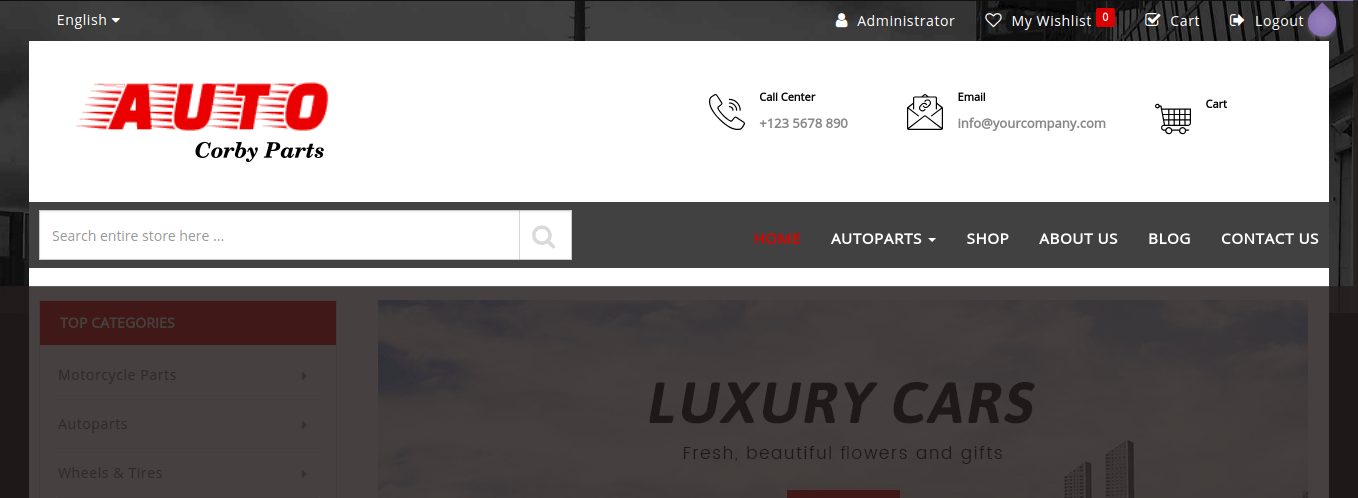 English
Administrator
My Wishlist 0
Cart
Logout
AUTO
Corby Parts
Call Center
+123 5678 890
Email
info@yourcompany.com
Cart
Search entire store here ...
HOME
AUTOPARTS
SHOP
ABOUT US
BLOG
CONTACT US
TOP CATEGORIES
Motorcycle Parts
Autoparts
Wheels & Tires
LUXURY CARS
Fresh, beautiful flowers and gifts